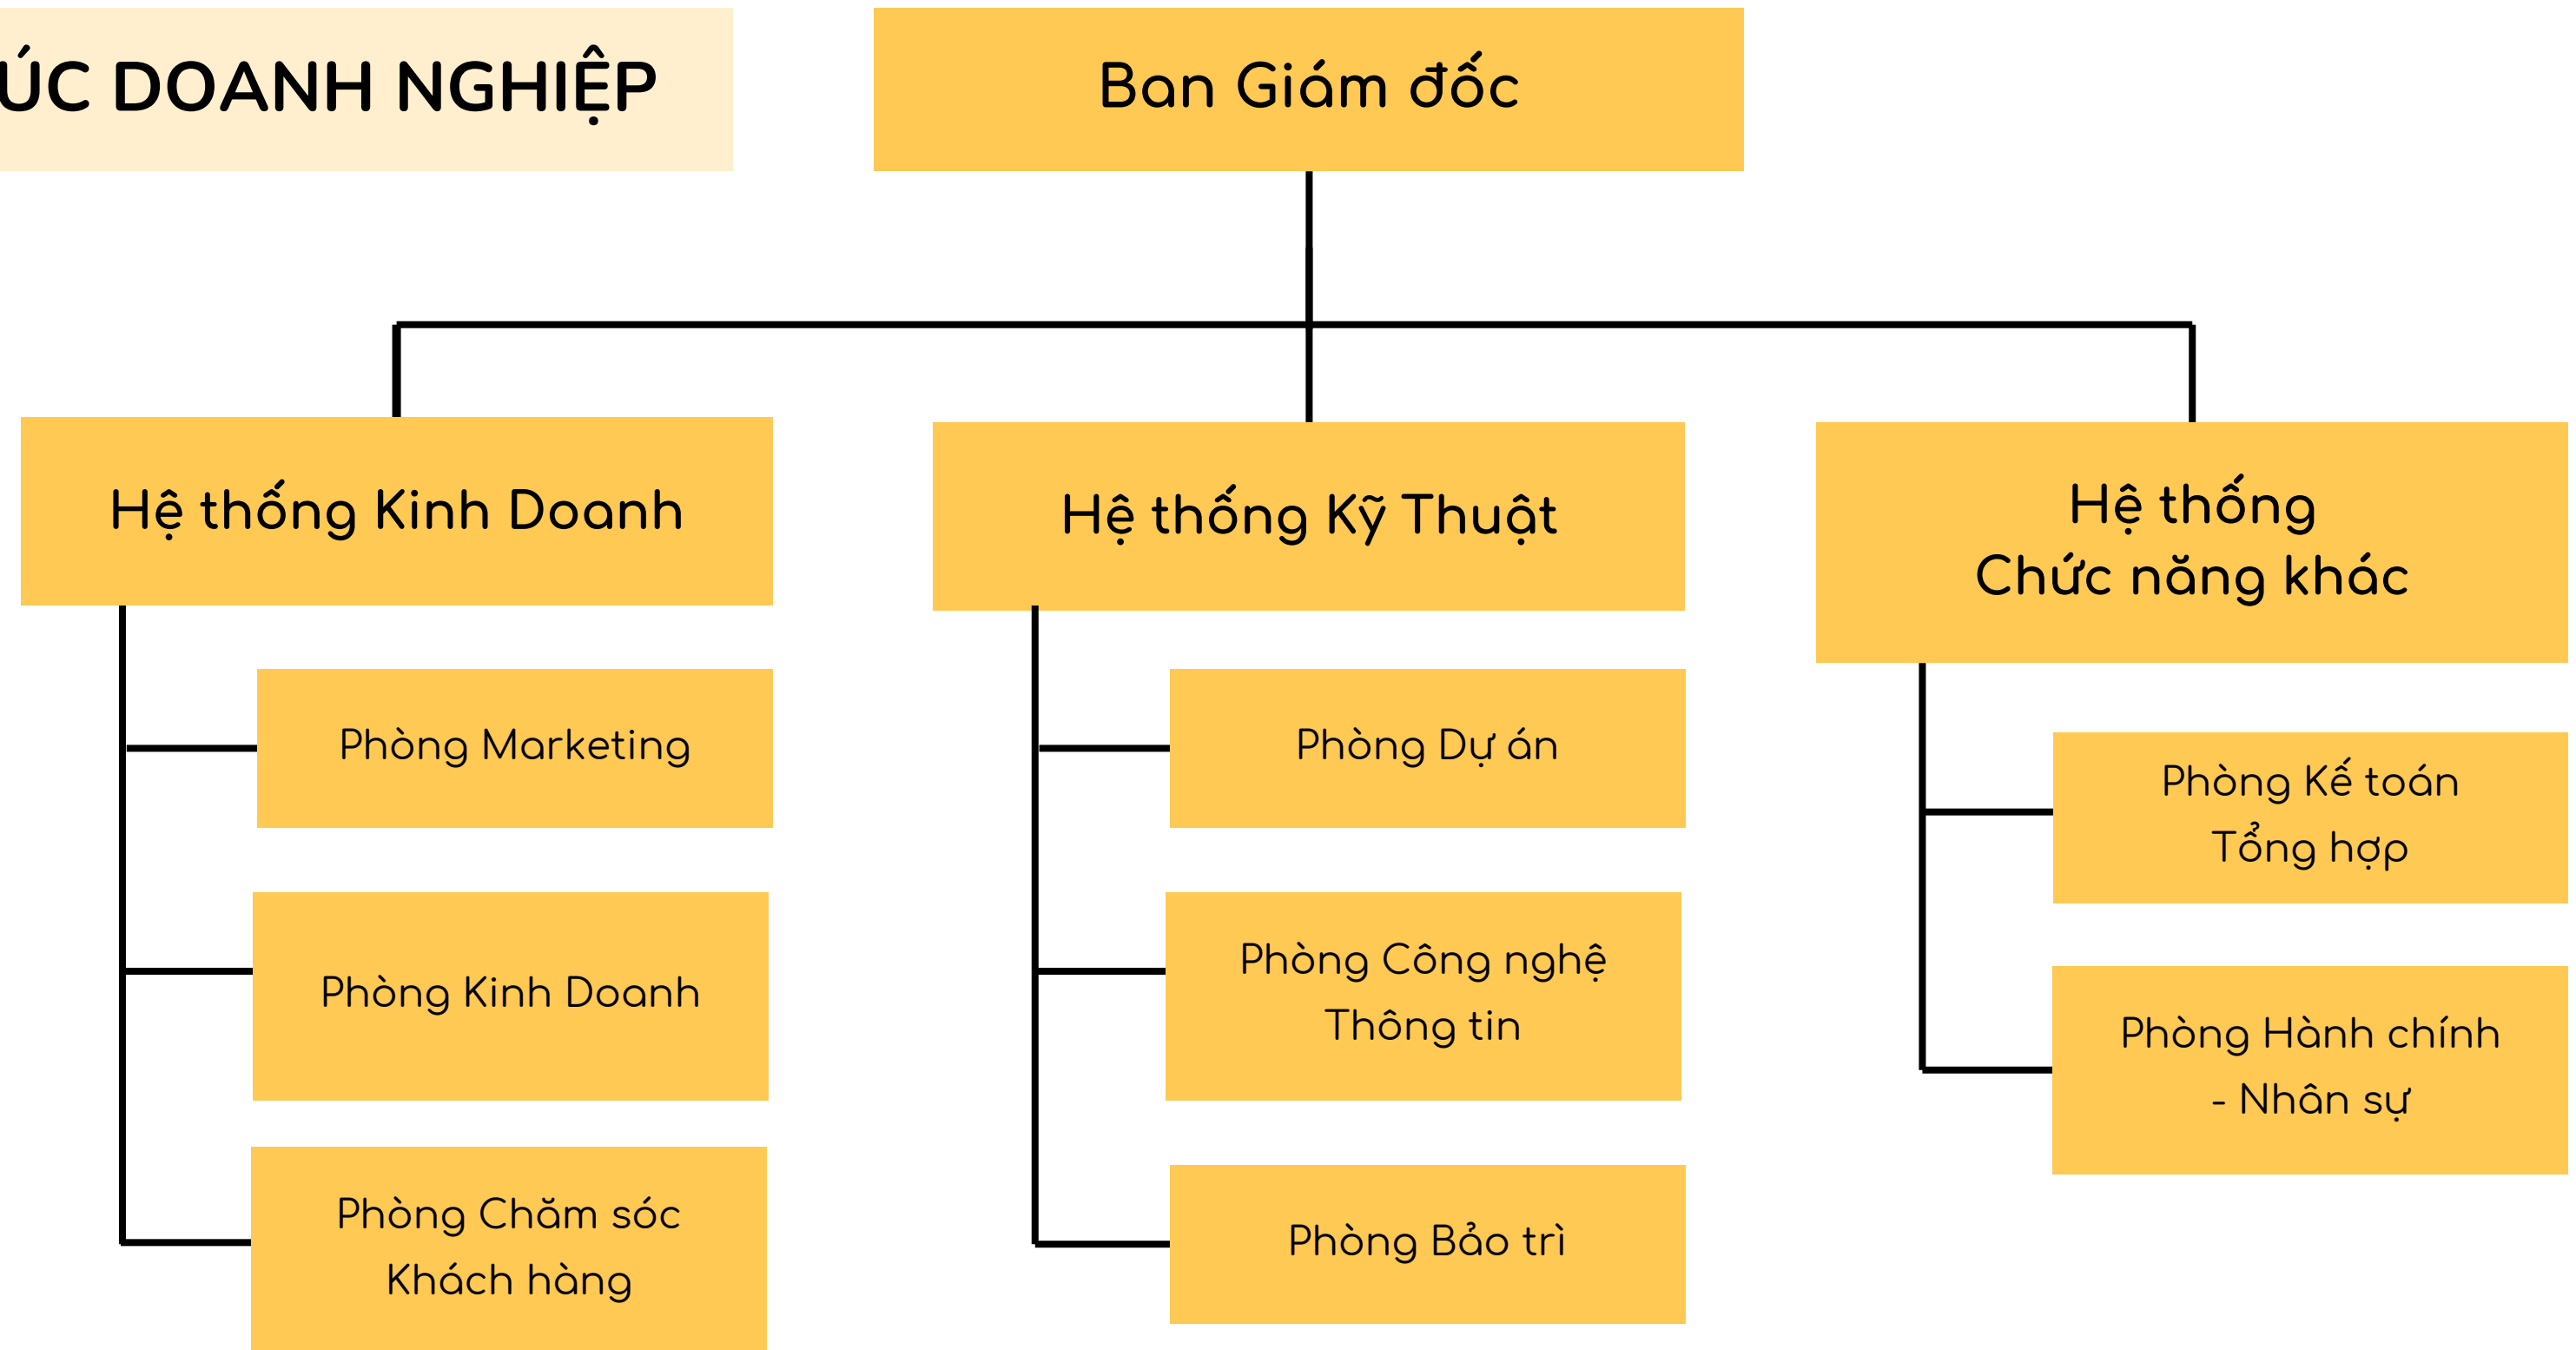 ÚC DOANH NGHIỆP
Ban Giám đốc
Hệ thống Kinh Doanh
Phòng Marketing
Phòng Kinh Doanh
Phòng Chăm sóc
Khách hàng
Hệ thống Kỹ Thuật
Phòng Dự án
Phòng Công nghệ
Thông tin
Phòng Bảo trì
Hệ thống
Chức năng khác
Phòng Kế toán
Tổng hợp
Phòng Hành chính
- Nhân sự